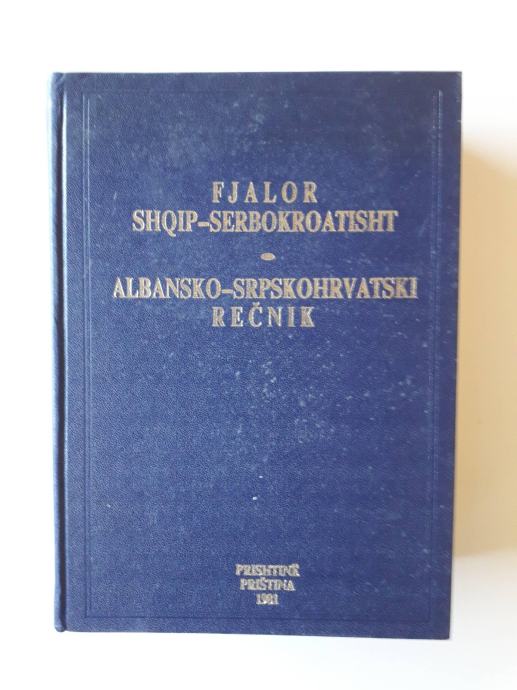 FJALOR
SHQIP–SERBOKROATISHT
ALBANSKO–SRPSKOHRVATSKI
REČNIK
PRISHTINË
PRIŠTINA
1981